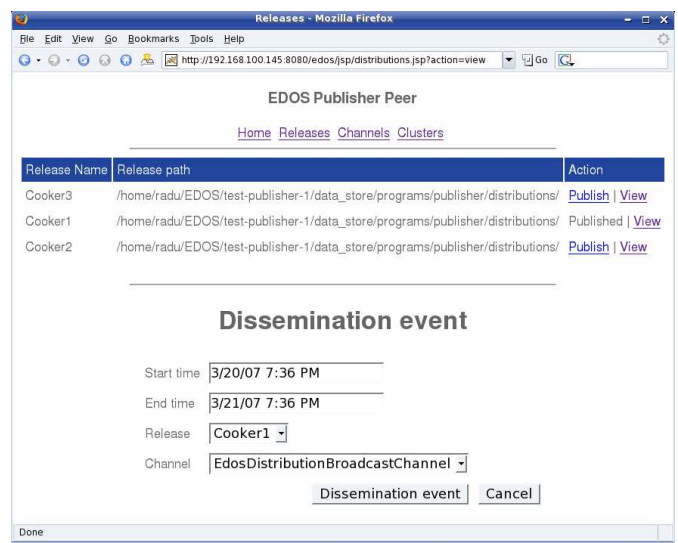 Releases - Mozilla Firefox
File Edit View Go Bookmarks Tools Help
http://192.168.100.145:8080/edos/jsp/distributions.jsp?action=view Go
EDOS Publisher Peer
Home Releases Channels Clusters
Release Name Release path Action
Cooker3 /home/radu/EDOS/test-publisher-1/data_store/programs/publisher/distributions/ Publish | View
Cooker1 /home/radu/EDOS/test-publisher-1/data_store/programs/publisher/distributions/ Published | View
Cooker2 /home/radu/EDOS/test-publisher-1/data_store/programs/publisher/distributions/ Publish | View
Dissemination event
Start time 3/20/07 7:36 PM
End time 3/21/07 7:36 PM
Release Cooker1
Channel EdosDistributionBroadcastChannel
Dissemination event Cancel
Done